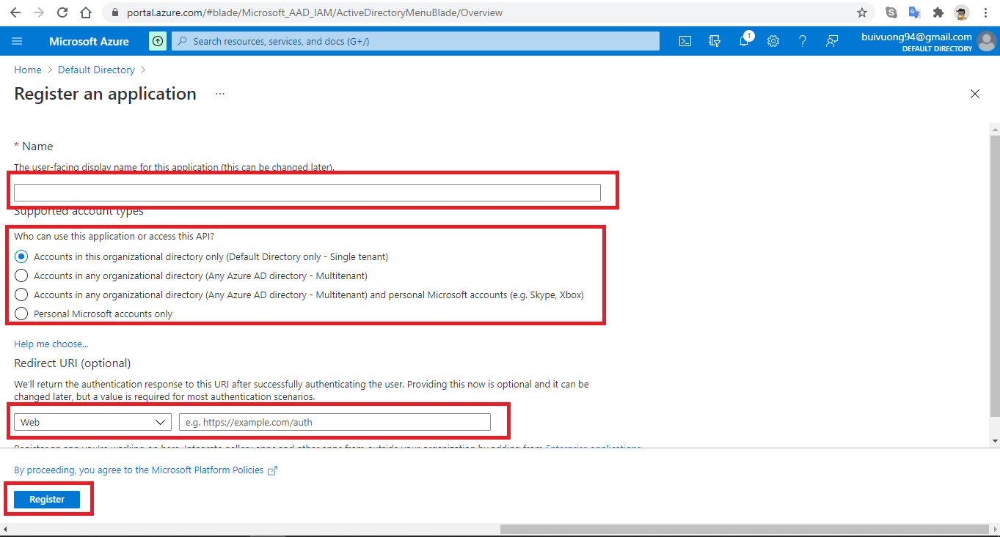 portal.azure.com/#blade/Microsoft_AAD_IAM/ActiveDirectoryMenuBlade/Overview
Microsoft Azure
Search resources, services, and docs (G+/)
1
buivuong94@gmail.com
DEFAULT DIRECTORY
Home > Default Directory >
Register an application ...
* Name
The user-facing display name for this application (this can be changed later).
Supported account types
Who can use this application or access this API?
Accounts in this organizational directory only (Default Directory only - Single tenant)
Accounts in any organizational directory (Any Azure AD directory - Multitenant)
Accounts in any organizational directory (Any Azure AD directory - Multitenant) and personal Microsoft accounts (e.g. Skype, Xbox)
Personal Microsoft accounts only
Help me choose...
Redirect URI (optional)
We'll return the authentication response to this URI after successfully authenticating the user. Providing this now is optional and it can be
changed later, but a value is required for most authentication scenarios.
Web
e.g. https://example.com/auth
Register an app you're working on here. Integrate gallery apps and other apps from outside your organization by adding from Enterprise applications.
By proceeding, you agree to the Microsoft Platform Policies
Register